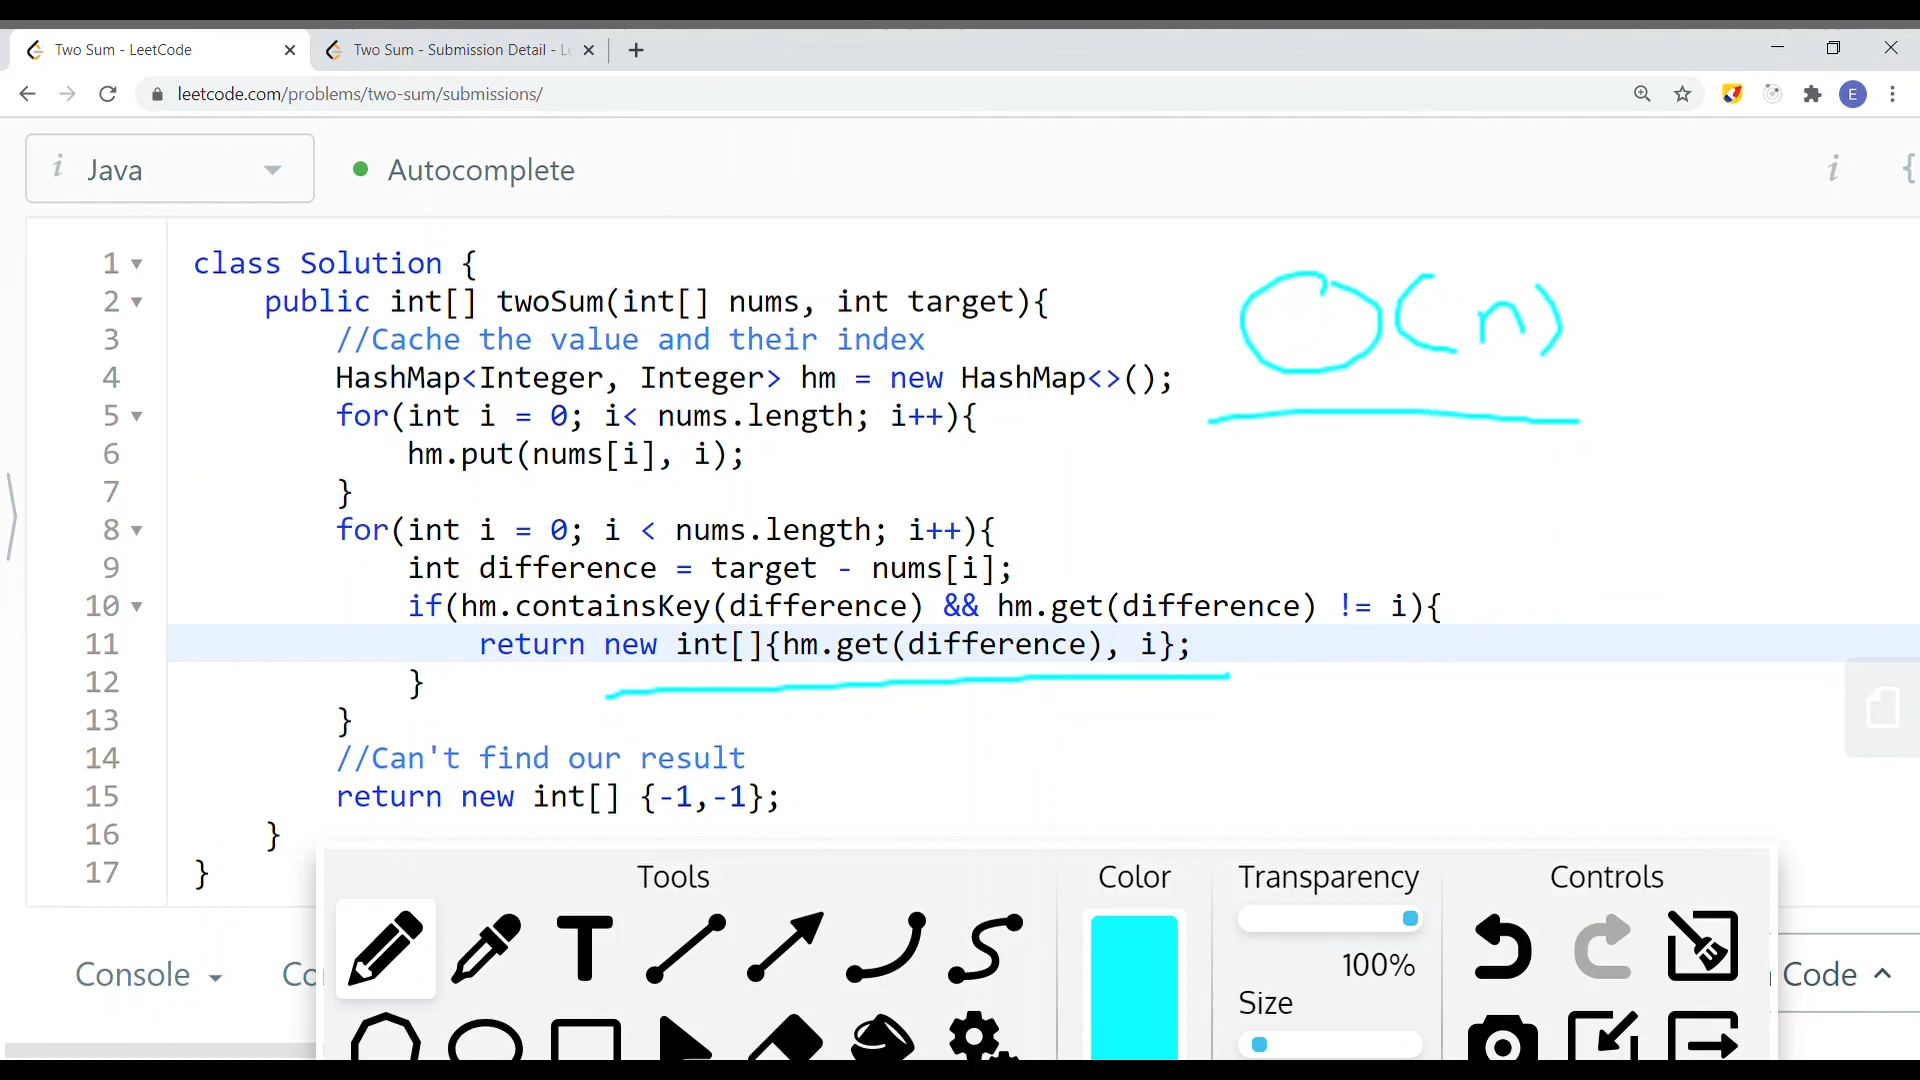 Two Sum - LeetCode
Two Sum - Submission Detail - Le
leetcode.com/problems/two-sum/submissions/
E
i Java
Autocomplete
i {
1 class Solution {
2 public int[] twoSum(int[] nums, int target){
3 //Cache the value and their index
4 HashMap<Integer, Integer> hm = new HashMap<>();
5 for(int i = 0; i< nums.length; i++){
6 hm.put(nums[i], i);
7 }
8 for(int i = 0; i < nums.length; i++){
9 int difference = target - nums[i];
10 if(hm.containsKey(difference) && hm.get(difference) != i){
11 return new int[]{hm.get(difference), i};
12 }
13 }
14 //Can't find our result
15 return new int[] {-1,-1};
16 }
17 }
O(n)
Tools
Color
Transparency
Controls
T
100%
Size
Console
Co
Code